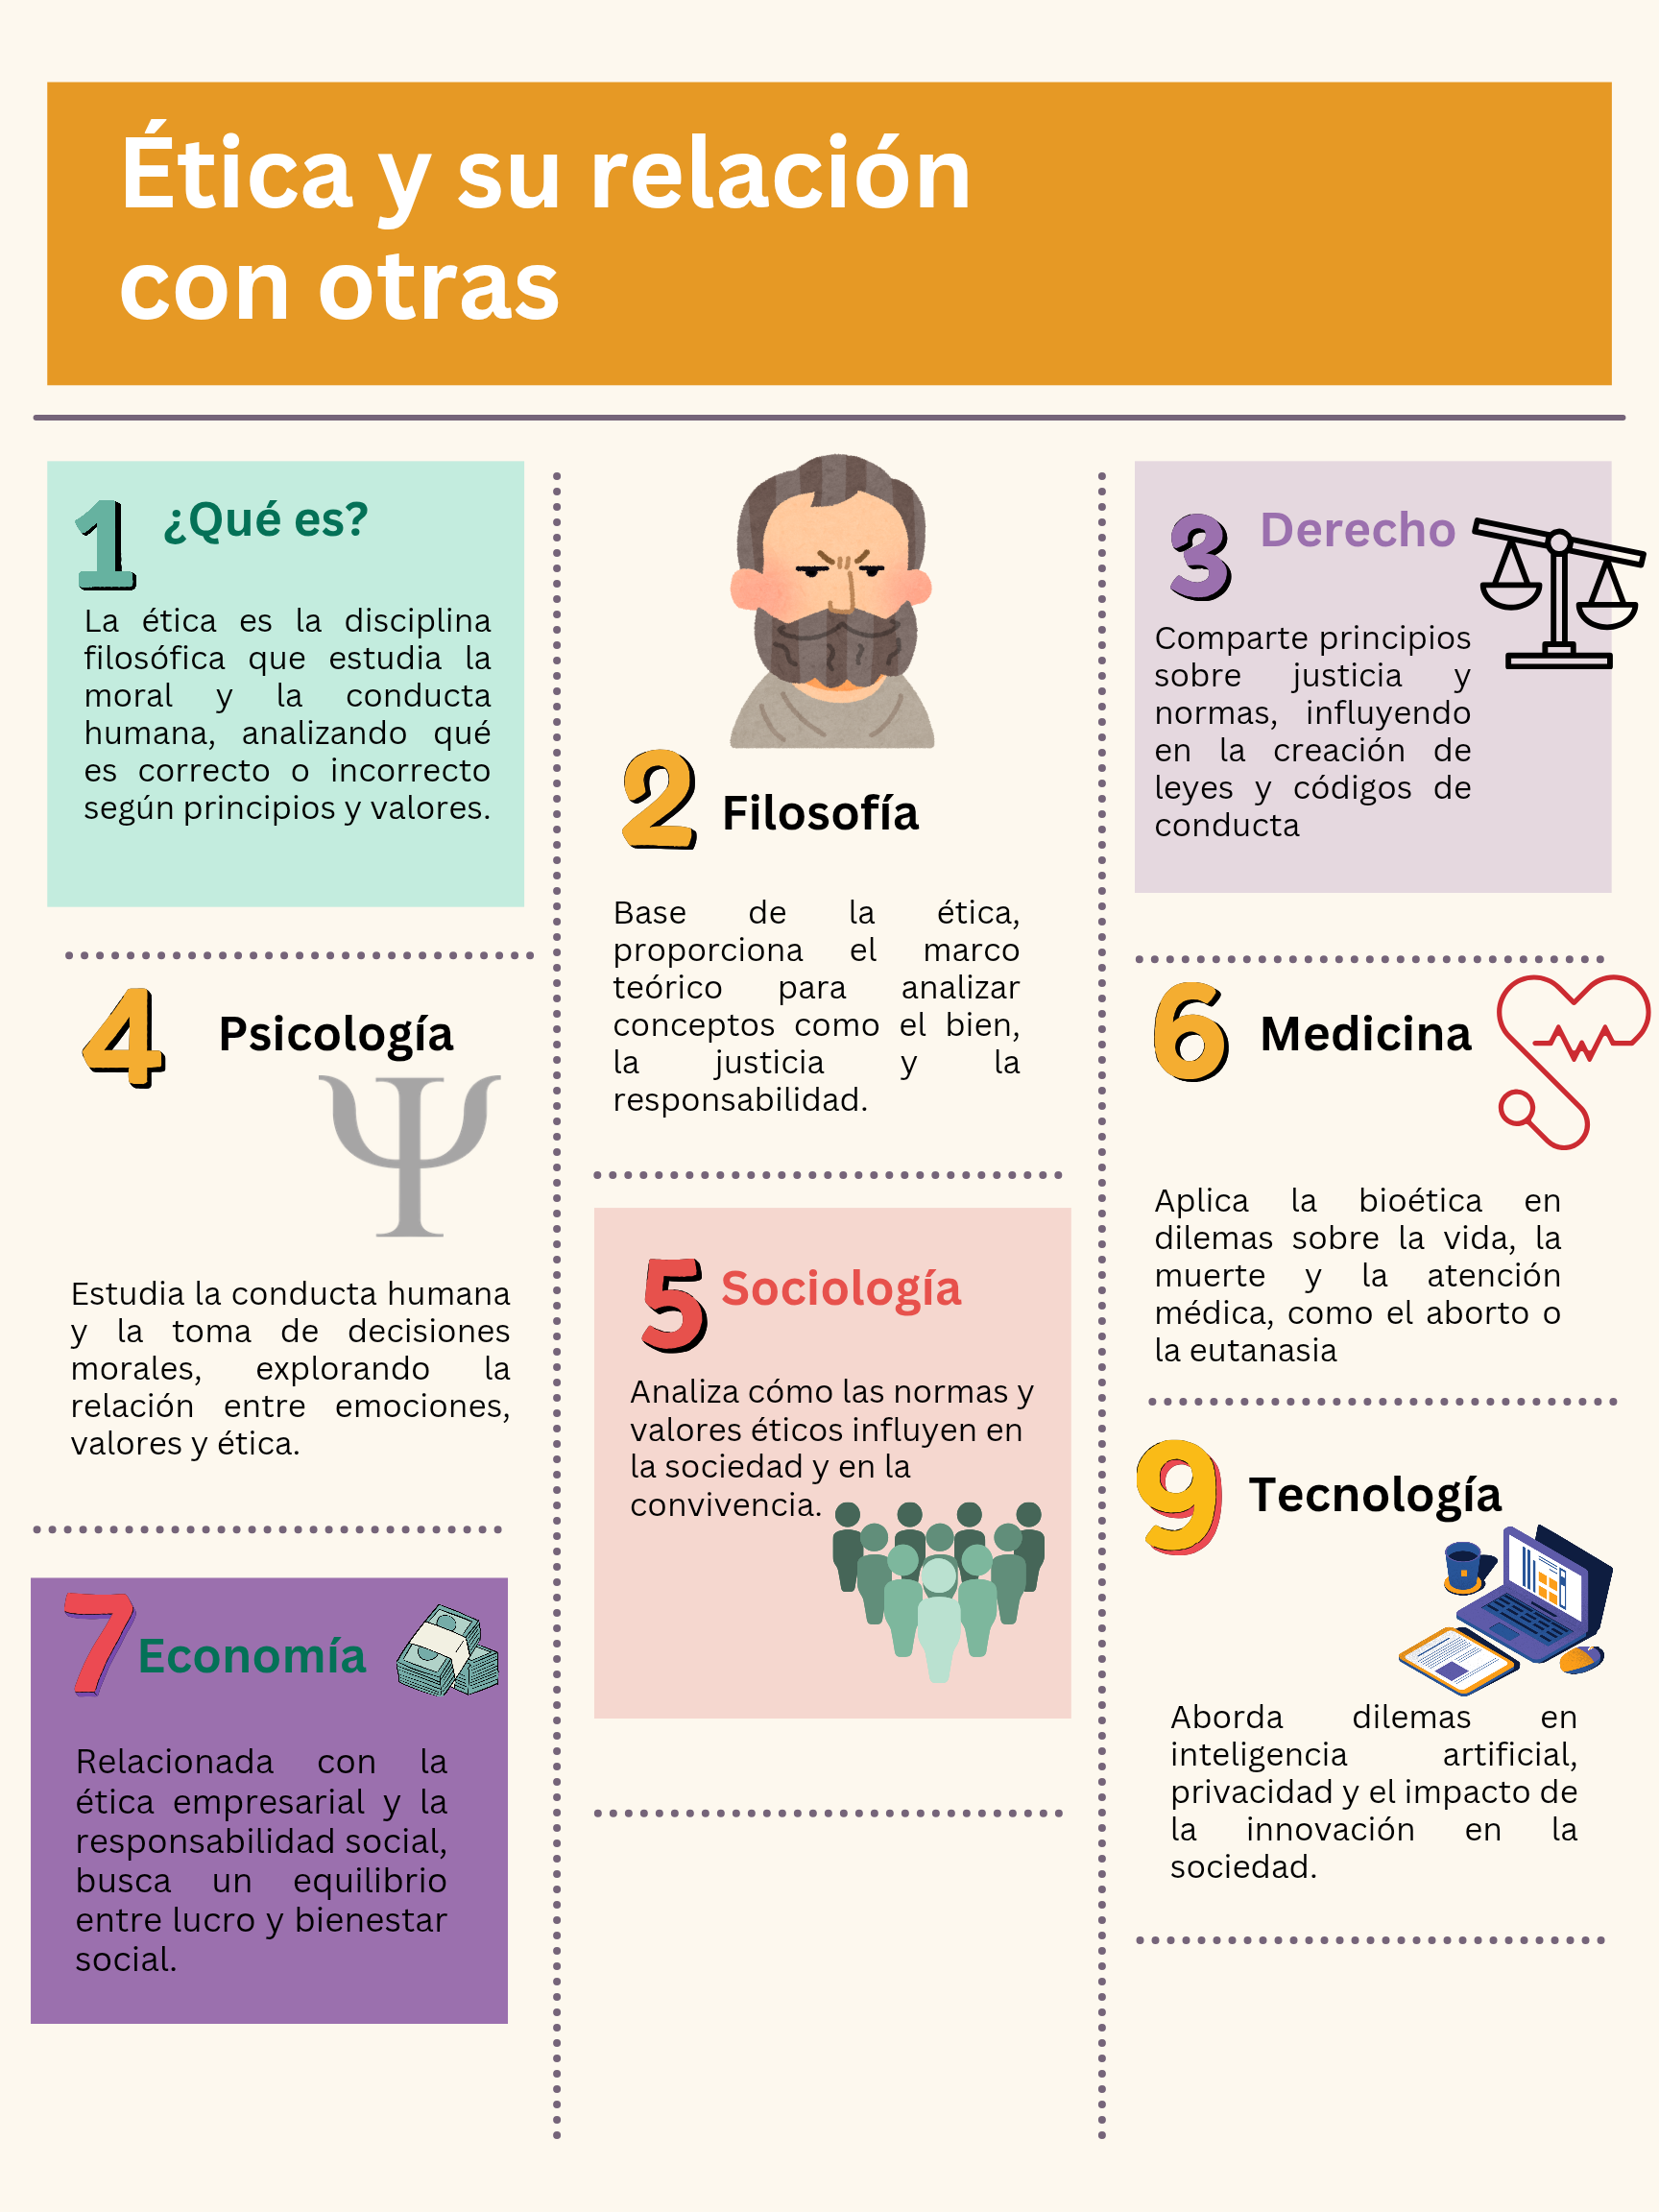 Ética y su relación
con otras
1
¿Qué es?
La ética es la disciplina
filosófica que estudia la
moral y la conducta
humana, analizando qué
es correcto o incorrecto
según principios y valores.
2
Filosofía
Base de la ética,
proporciona el marco
teórico para analizar
conceptos como el bien,
la justicia y la
responsabilidad.
3
Derecho
Comparte principios
sobre justicia y
normas, influyendo
en la creación de
leyes y códigos de
conducta
4
Psicología
Ψ
Estudia la conducta humana
y la toma de decisiones
morales, explorando la
relación entre emociones,
valores y ética.
5
Sociología
Analiza cómo las normas y
valores éticos influyen en
la sociedad y en la
convivencia.
6
Medicina
Aplica la bioética en
dilemas sobre la vida, la
muerte y la atención
médica, como el aborto o
la eutanasia
7
Economía
Relacionada con la
ética empresarial y la
responsabilidad social,
busca un equilibrio
entre lucro y bienestar
social.
9
Tecnología
Aborda dilemas en
inteligencia artificial,
privacidad y el impacto de
la innovación en la
sociedad.